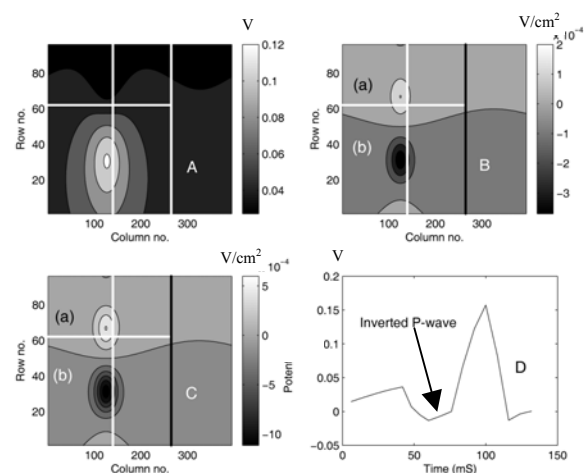 V
80
60
40
20
Row no.
100 200 300
Column no.
A
0.12
0.1
0.08
0.06
0.04
V/cm²
×10⁻⁴
80
60
40
20
Row no.
(a)
(b)
B
100 200 300
Column no.
2
1
0
-1
-2
-3
V/cm²
×10⁻⁴
80
60
40
20
Row no.
(a)
(b)
C
100 200 300
Column no.
5
0
-5
-10
Potent
V
0.2
0.15
0.1
0.05
0
-0.05
Inverted P-wave
D
0 50 100 150
Time (mS)